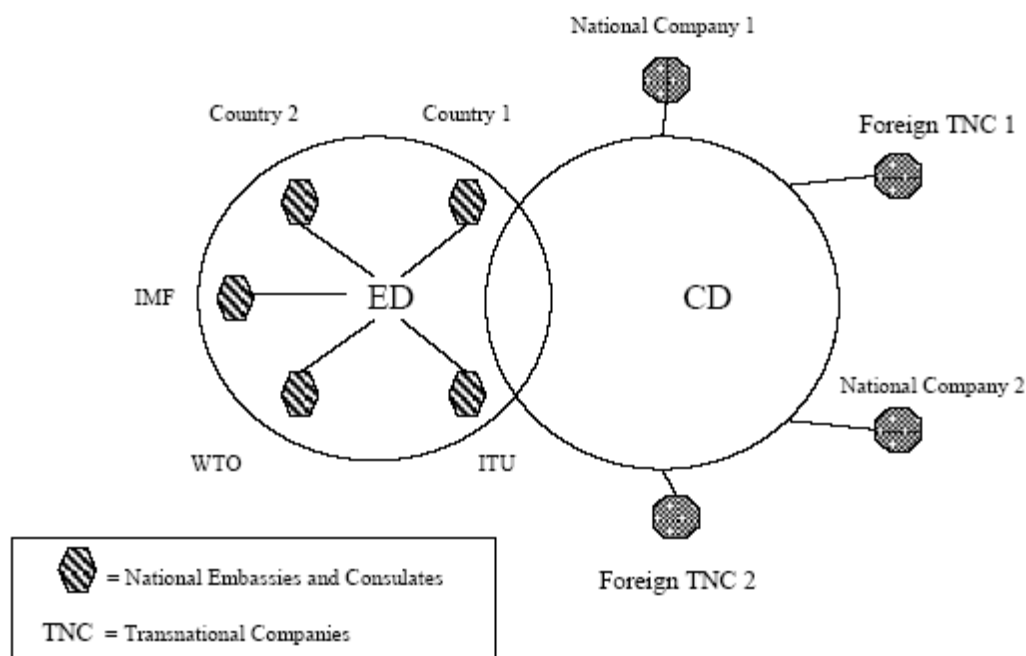 National Company 1
Country 2
Country 1
Foreign TNC 1
IMF
ED
CD
National Company 2
WTO
ITU
Foreign TNC 2
= National Embassies and Consulates
TNC = Transnational Companies